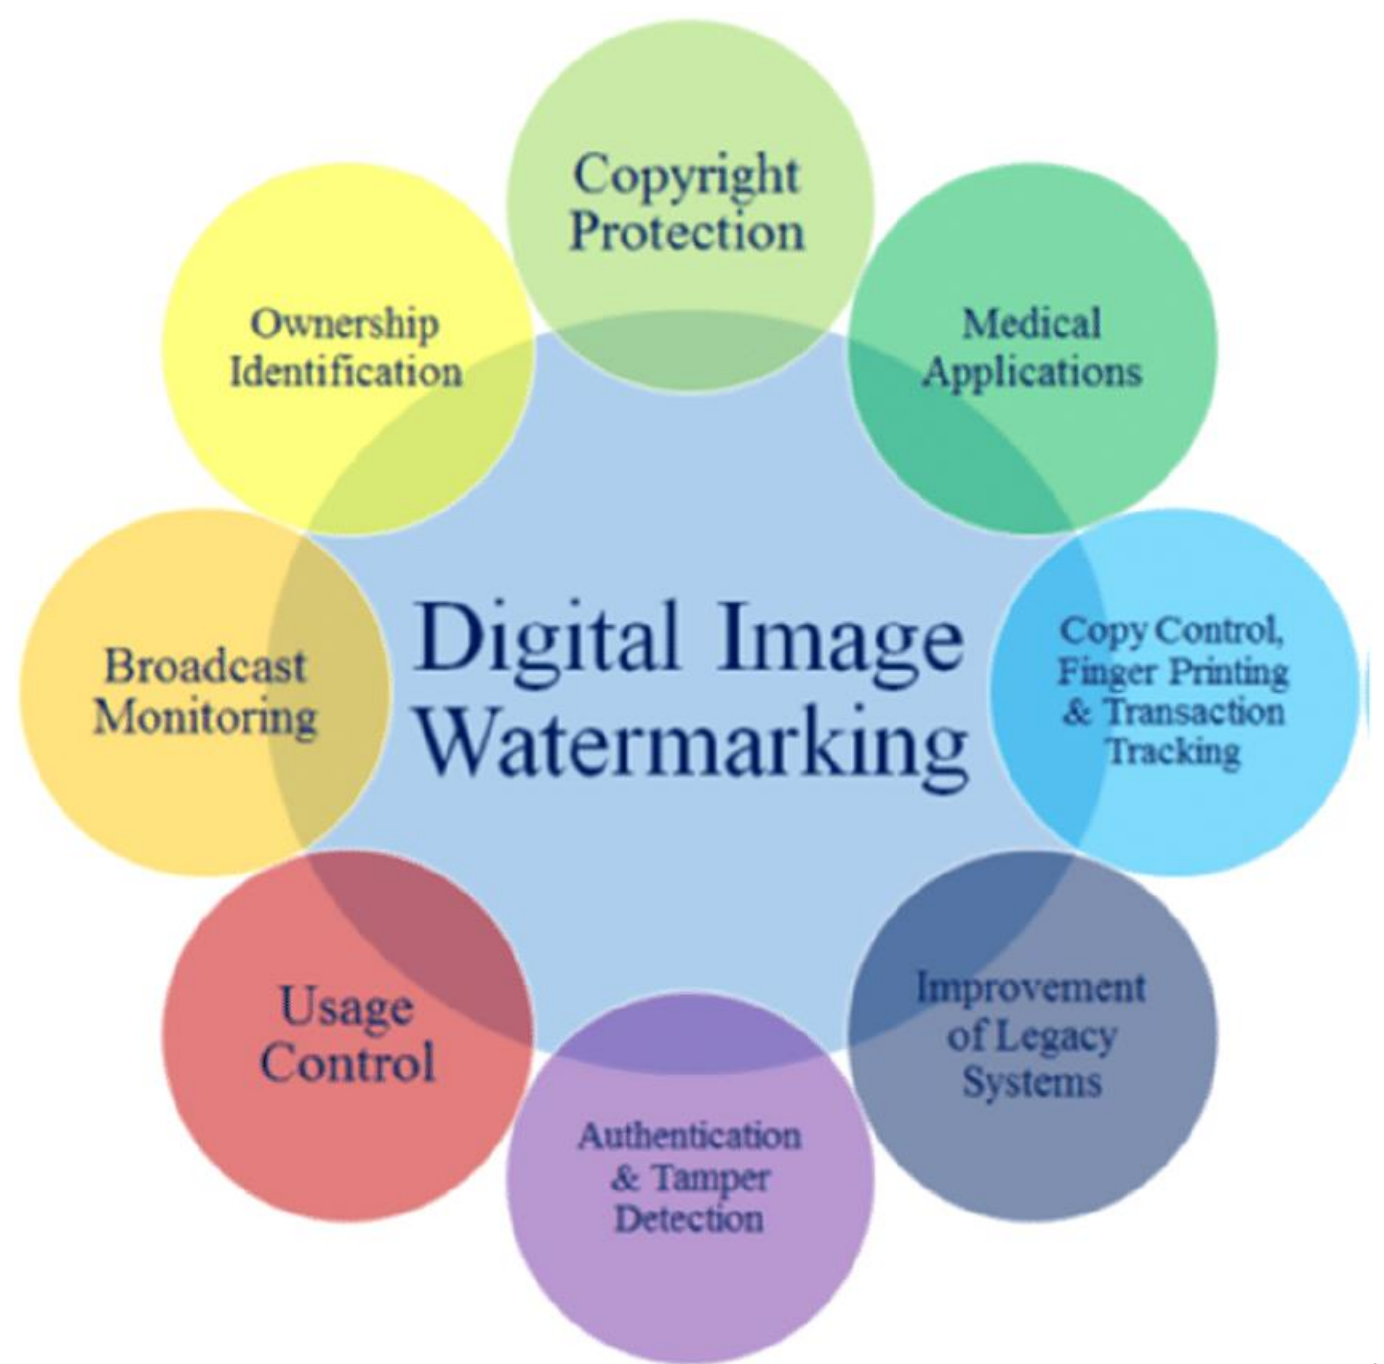 Copyright
Protection
Ownership
Identification
Medical
Applications
Broadcast
Monitoring
Digital Image
Watermarking
Copy Control,
Finger Printing
& Transaction
Tracking
Usage
Control
Improvement
of Legacy
Systems
Authentication
& Tamper
Detection